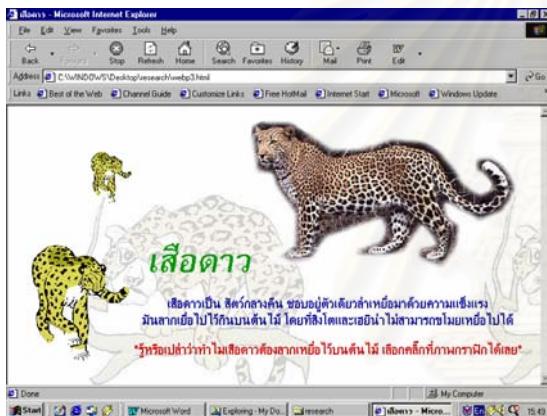 เสือดาว - Microsoft Internet Explorer
File Edit View Favorites Tools Help
Back Forward Stop Refresh Home Search Favorites History Mail Print Edit
Address C:\WINDOWS\Desktop\research\webp3.html Go
Links Best of the Web Channel Guide Customize Links Free HotMail Internet Start Microsoft Windows Update
เสือดาว
เสือดาวเป็น สัตว์กลางคืน ชอบอยู่ตัวเดียวล่าเหยื่อมาด้วยความแข็งแรง
มันลากเยื่อไปไว้กินบนต้นไม้ โดยที่สิงโตและเฮยีน่าไม่สามารถขโมยเหยื่อไปได้
"รู้หรือเปล่าว่าทำไมเสือดาวต้องลากเหยื่อไว้บนต้นไม้ เลือกคลิ๊กที่ภาพกราฟิกได้เลย"
Done My Computer
Start Microsoft Word Exploring - My Do... research เสือดาว - Micro... En